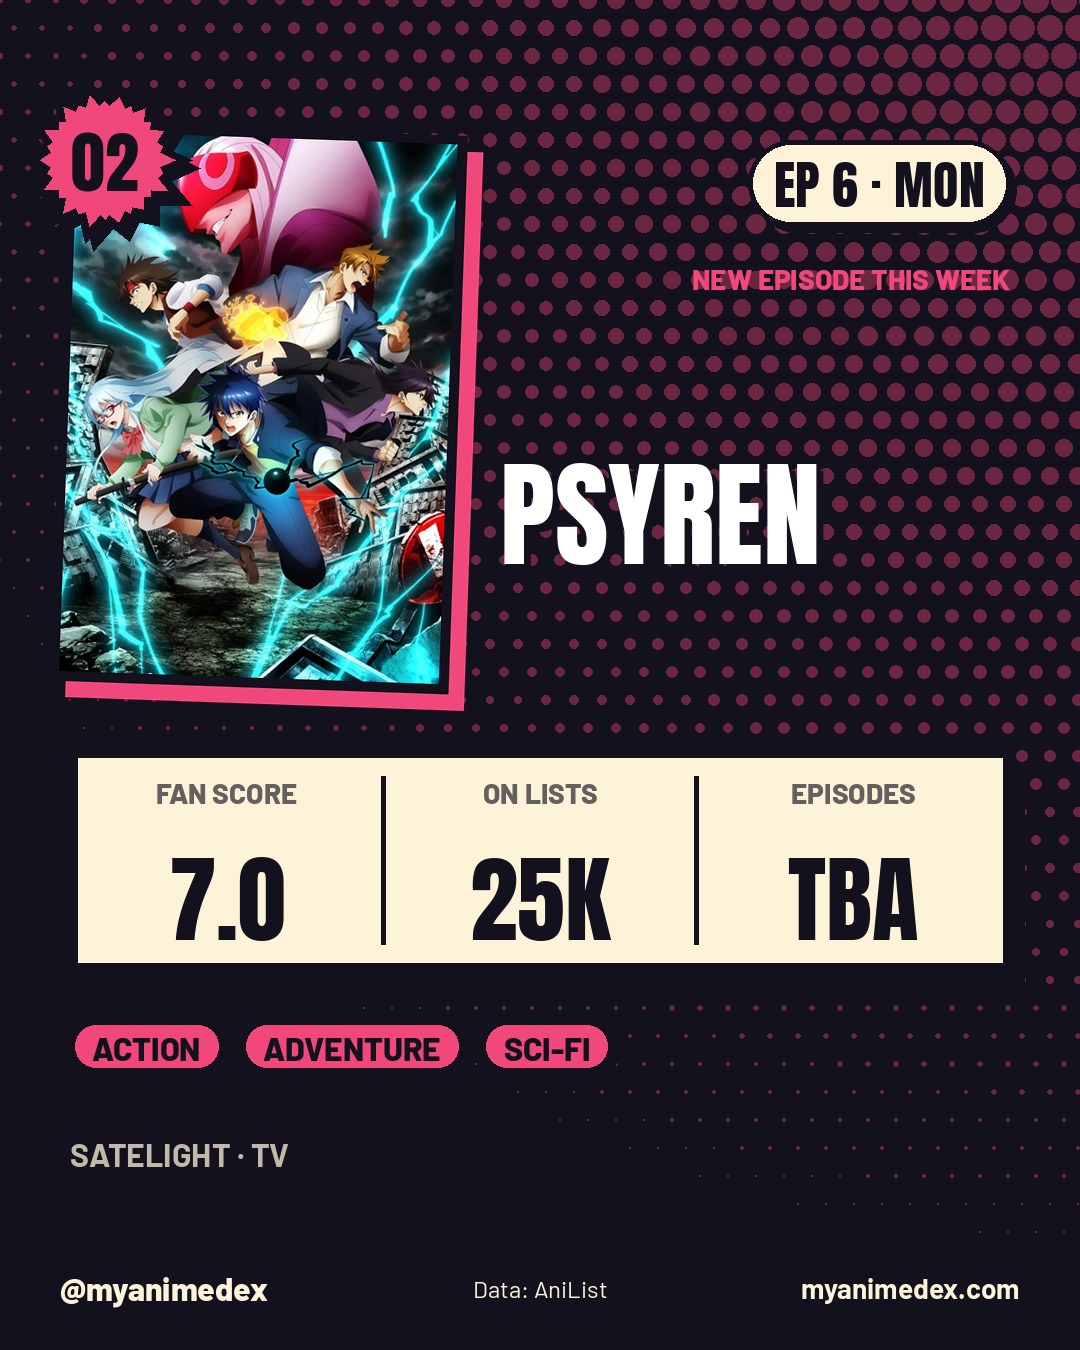 02
EP 6 · MON
NEW EPISODE THIS WEEK
PSYREN
FAN SCORE
ON LISTS
EPISODES
7.0
25K
TBA
ACTION
ADVENTURE
SCI-FI
SATELIGHT · TV
@myanimedex
Data: AniList
myanimedex.com